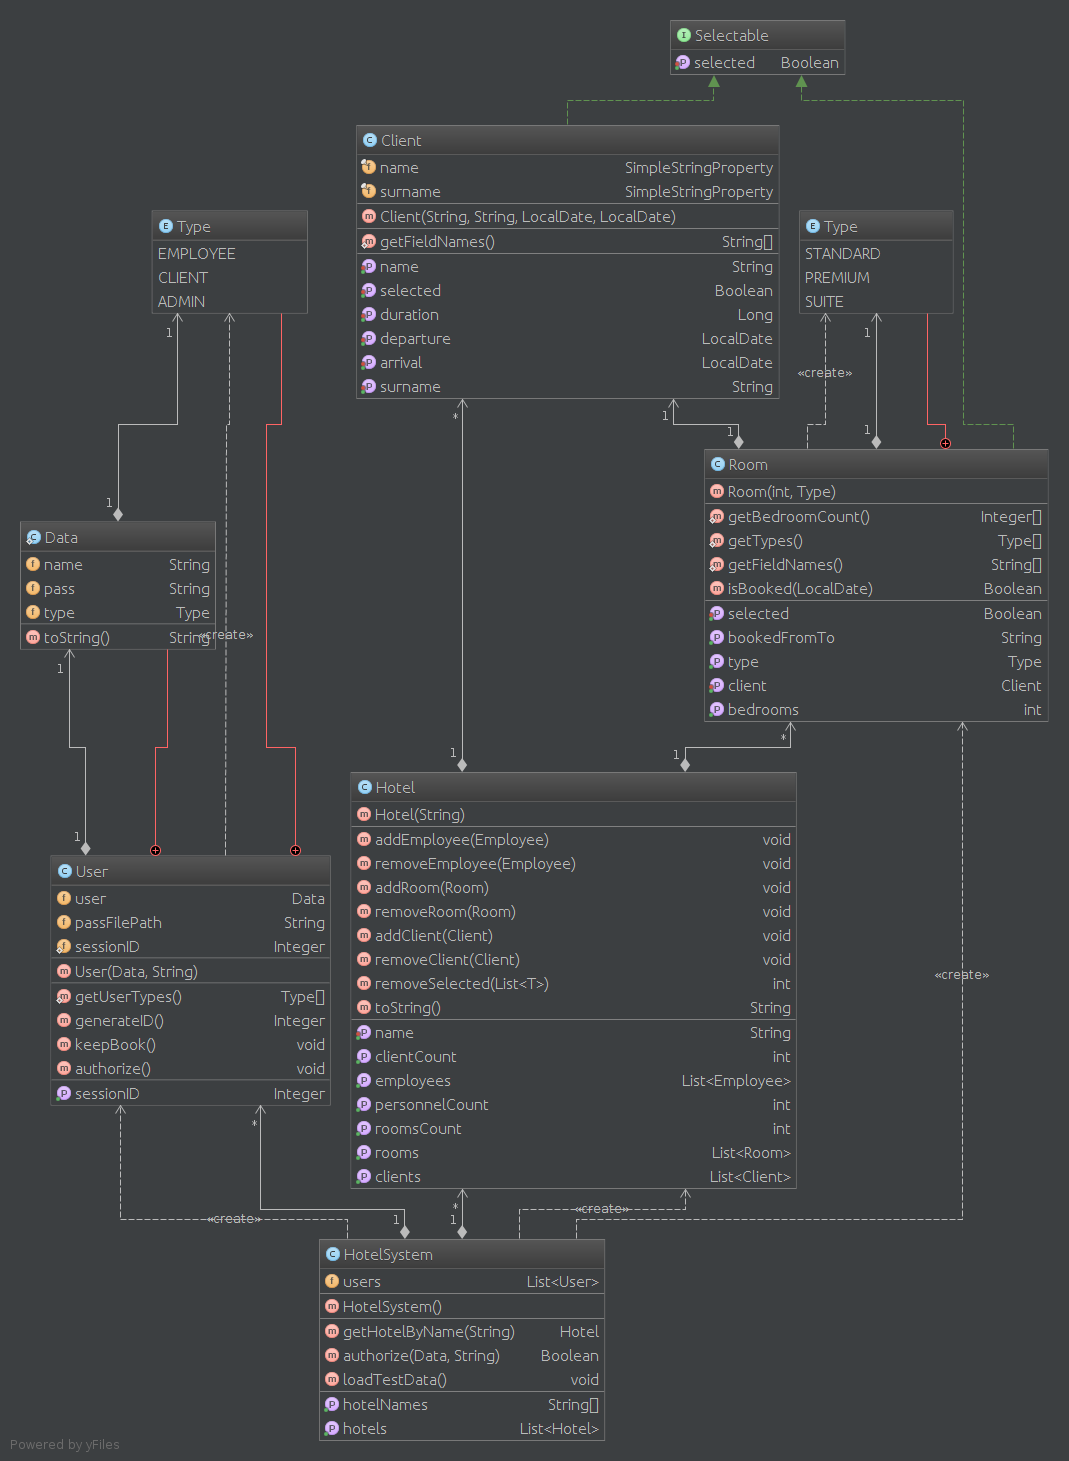 Selectable
selected Boolean
Client
name SimpleStringProperty
surname SimpleStringProperty
Client(String, String, LocalDate, LocalDate)
getFieldNames() String[]
name String
selected Boolean
duration Long
departure LocalDate
arrival LocalDate
surname String
Type
EMPLOYEE
CLIENT
ADMIN
Type
STANDARD
PREMIUM
SUITE
1
1
«create»
*
1
1
1
1
Room
Room(int, Type)
getBedroomCount() Integer[]
getTypes() Type[]
getFieldNames() String[]
isBooked(LocalDate) Boolean
selected Boolean
bookedFromTo String
type Type
client Client
bedrooms int
Data
name String
pass String
type Type
toString() String
«create»
1
1
*
1
1
Hotel
Hotel(String)
addEmployee(Employee) void
removeEmployee(Employee) void
addRoom(Room) void
removeRoom(Room) void
addClient(Client) void
removeClient(Client) void
removeSelected(List<T>) int
toString() String
name String
clientCount int
employees List<Employee>
personnelCount int
roomsCount int
rooms List<Room>
clients List<Client>
User
user Data
passFilePath String
sessionID Integer
User(Data, String)
getUserTypes() Type[]
generateID() Integer
keepBook() void
authorize() void
sessionID Integer
«create»
*
*
«create»
1
1
«create»
HotelSystem
users List<User>
HotelSystem()
getHotelByName(String) Hotel
authorize(Data, String) Boolean
loadTestData() void
hotelNames String[]
hotels List<Hotel>
Powered by yFiles